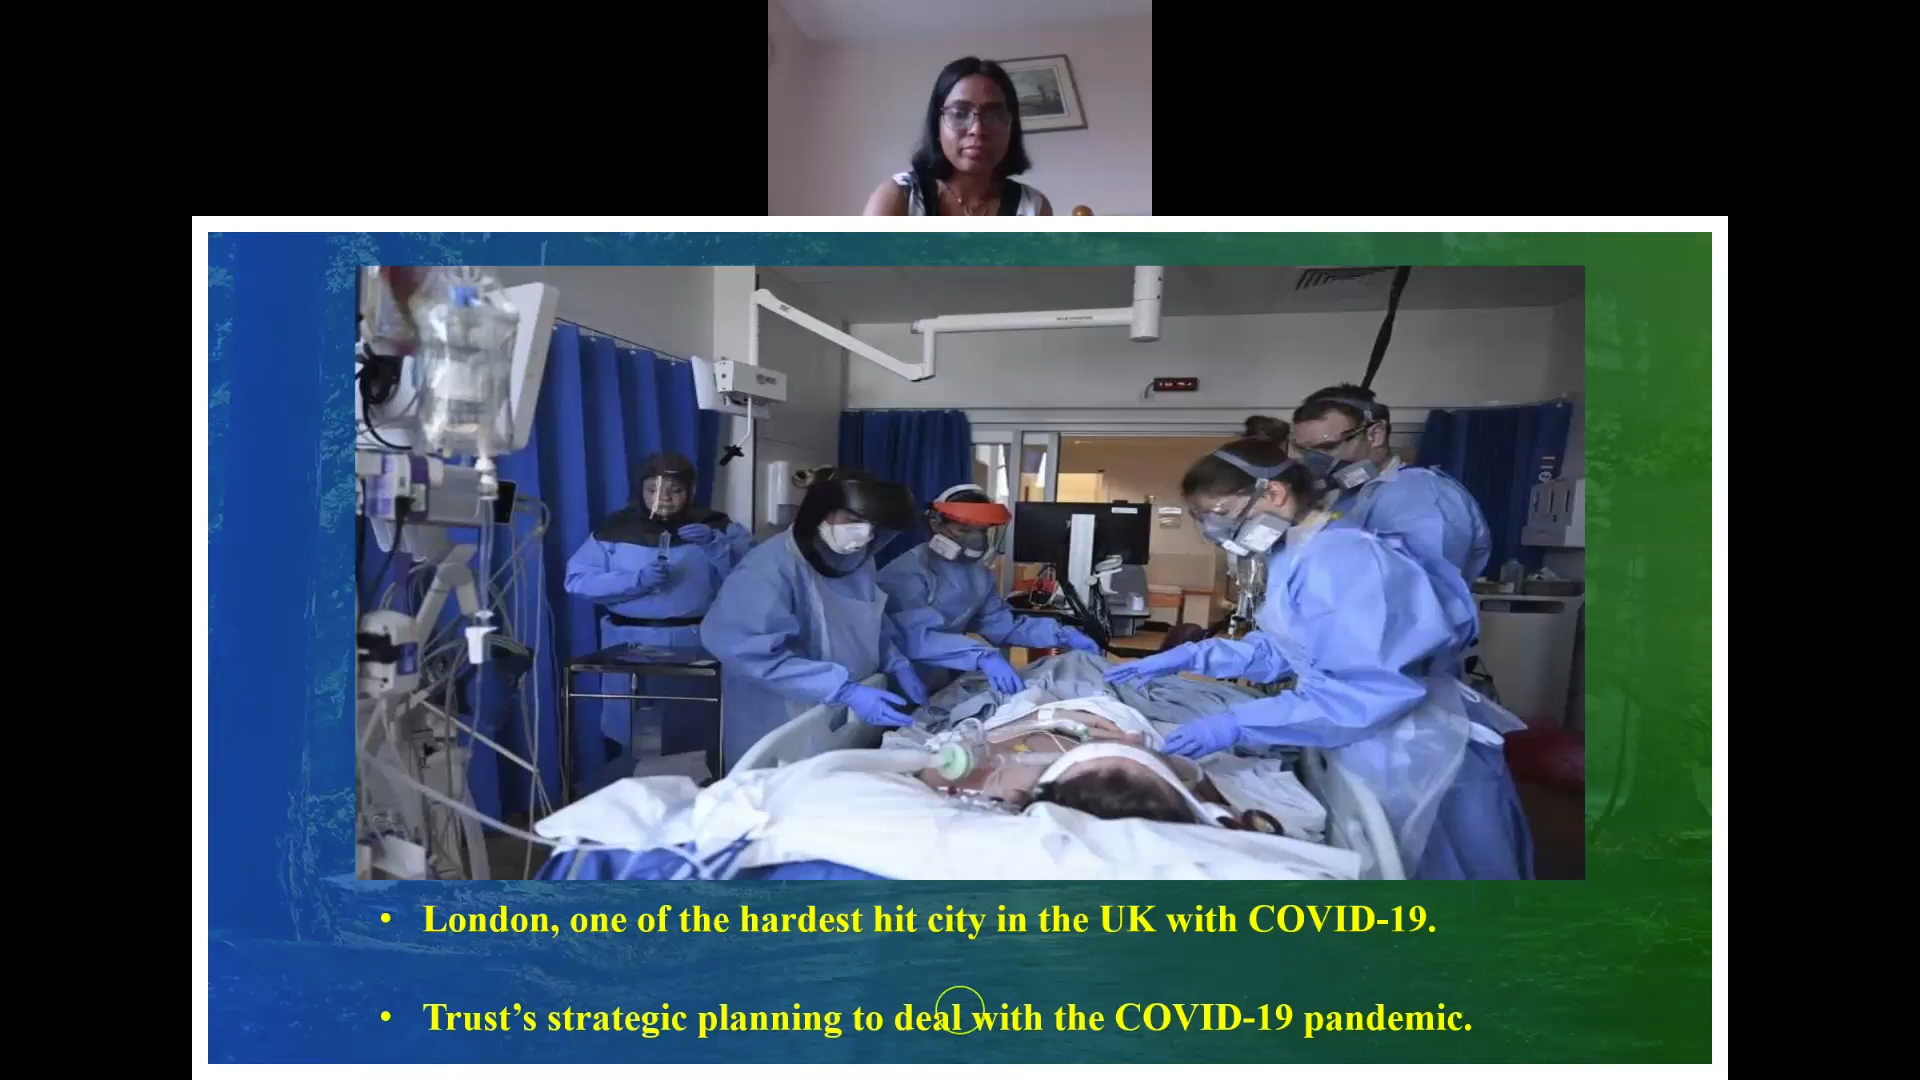 • London, one of the hardest hit city in the UK with COVID-19.
• Trust’s strategic planning to deal with the COVID-19 pandemic.